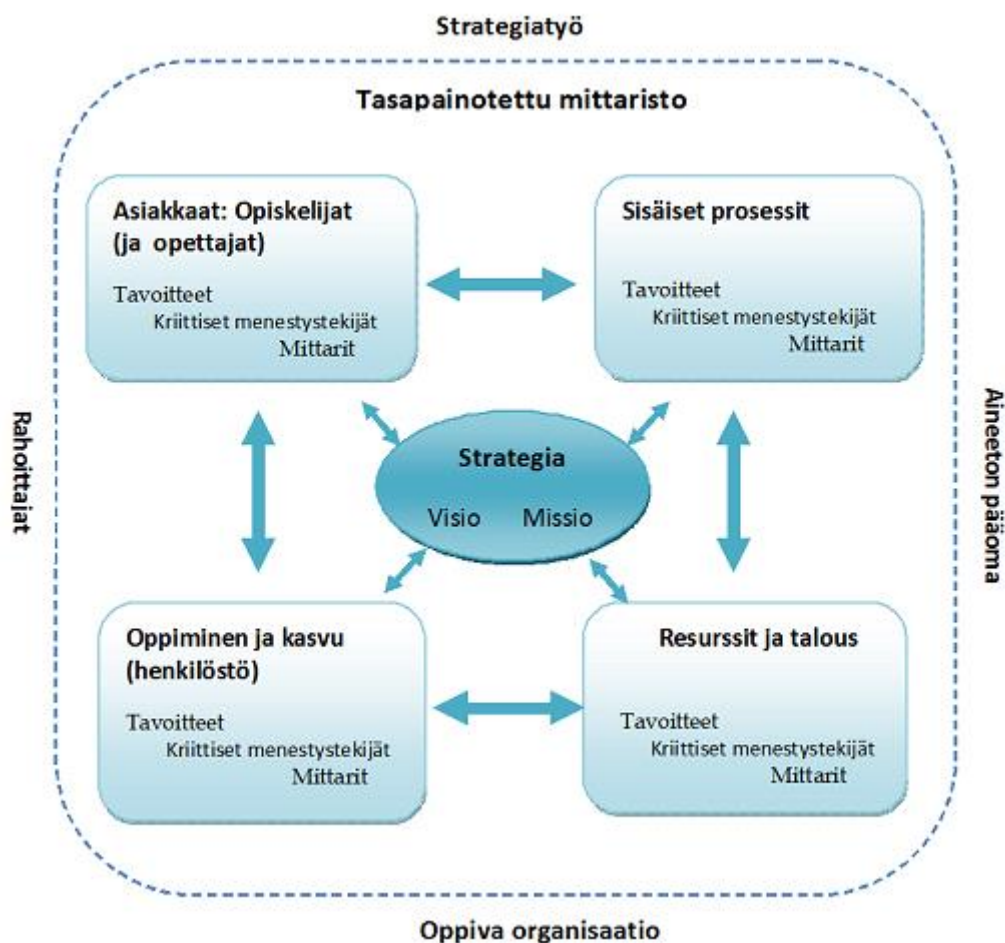 Strategiatyö
Tasapainotettu mittaristo
Asiakkaat: Opiskelijat
(ja opettajat)
Tavoitteet
Kriittiset menestystekijät
Mittarit
Sisäiset prosessit
Tavoitteet
Kriittiset menestystekijät
Mittarit
Rahoittajat
Strategia
Visio Missio
Aineeton pääoma
Oppiminen ja kasvu
(henkilöstö)
Tavoitteet
Kriittiset menestystekijät
Mittarit
Resurssit ja talous
Tavoitteet
Kriittiset menestystekijät
Mittarit
Oppiva organisaatio